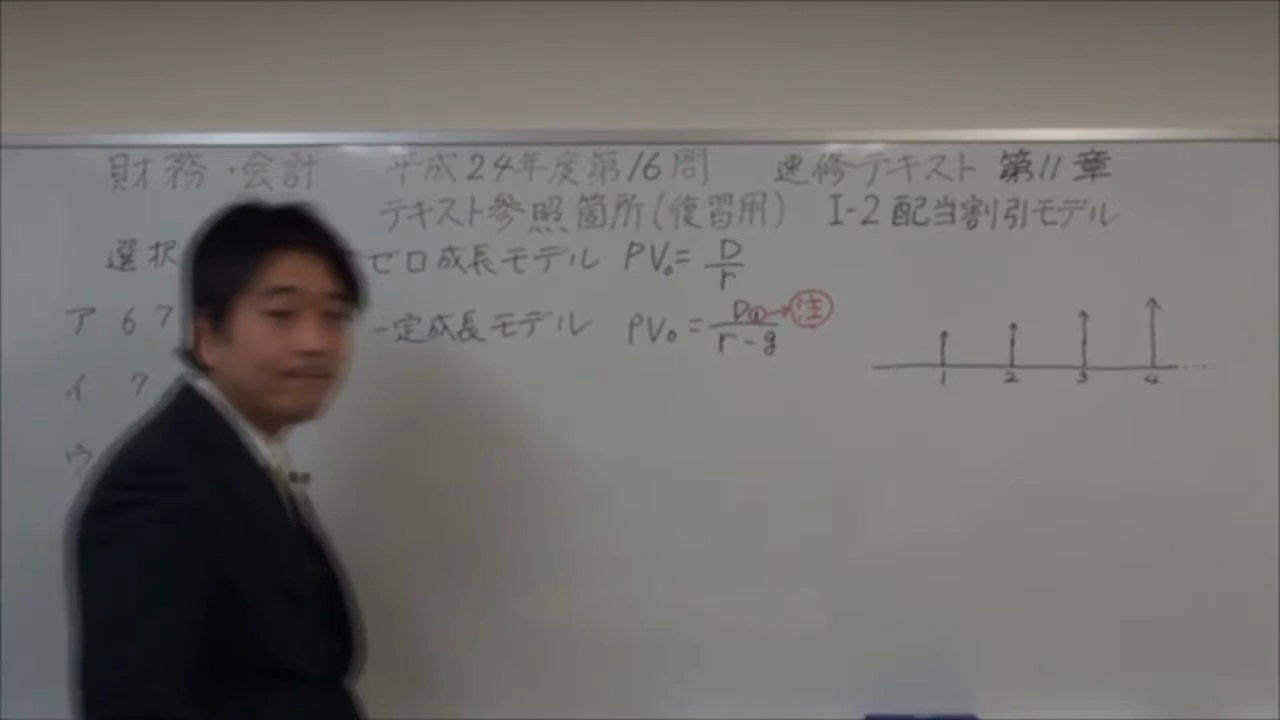 財務・会計 平成24年度第16問 速修テキスト 第11章
テキスト参照箇所(復習用) I-2 配当割引モデル
選択
ゼロ成長モデル PV₀= D/r
ア 67
一定成長モデル PV₀= D①/r-g →注
イ 7
ウ
1 2 3 4